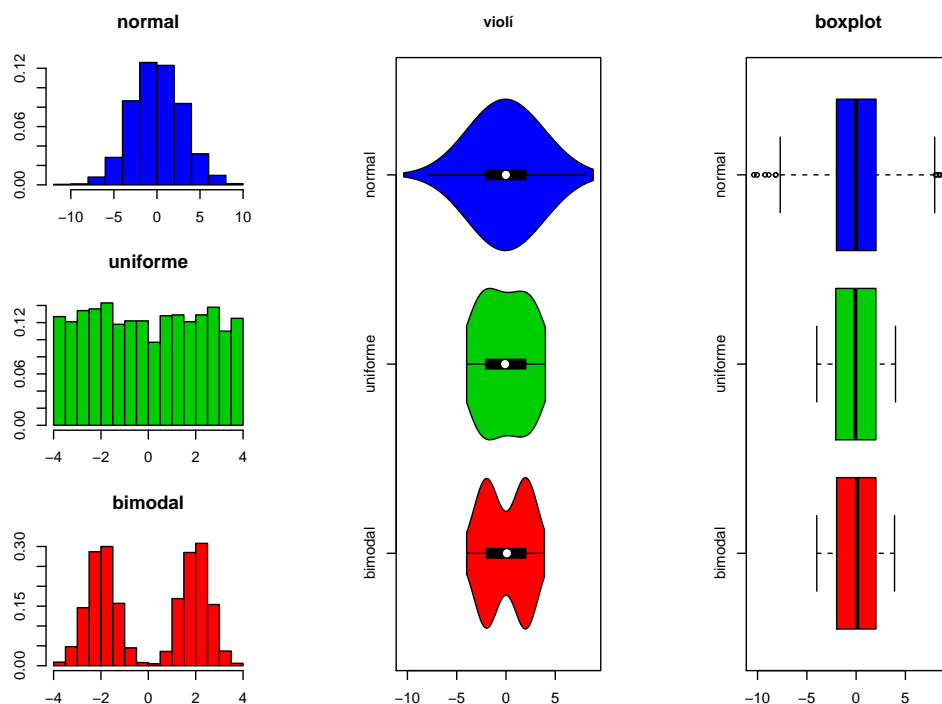 normal
0.00 0.06 0.12
−10 −5 0 5 10
uniforme
0.00 0.06 0.12
−4 −2 0 2 4
bimodal
0.00 0.15 0.30
−4 −2 0 2 4
violí
normal
uniforme
bimodal
−10 −5 0 5
boxplot
normal
uniforme
bimodal
−10 −5 0 5